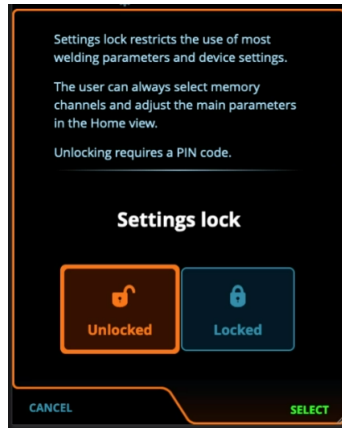 Settings lock restricts the use of most
welding parameters and device settings.
The user can always select memory
channels and adjust the main parameters
in the Home view.
Unlocking requires a PIN code.
Settings lock
Unlocked
Locked
CANCEL
SELECT